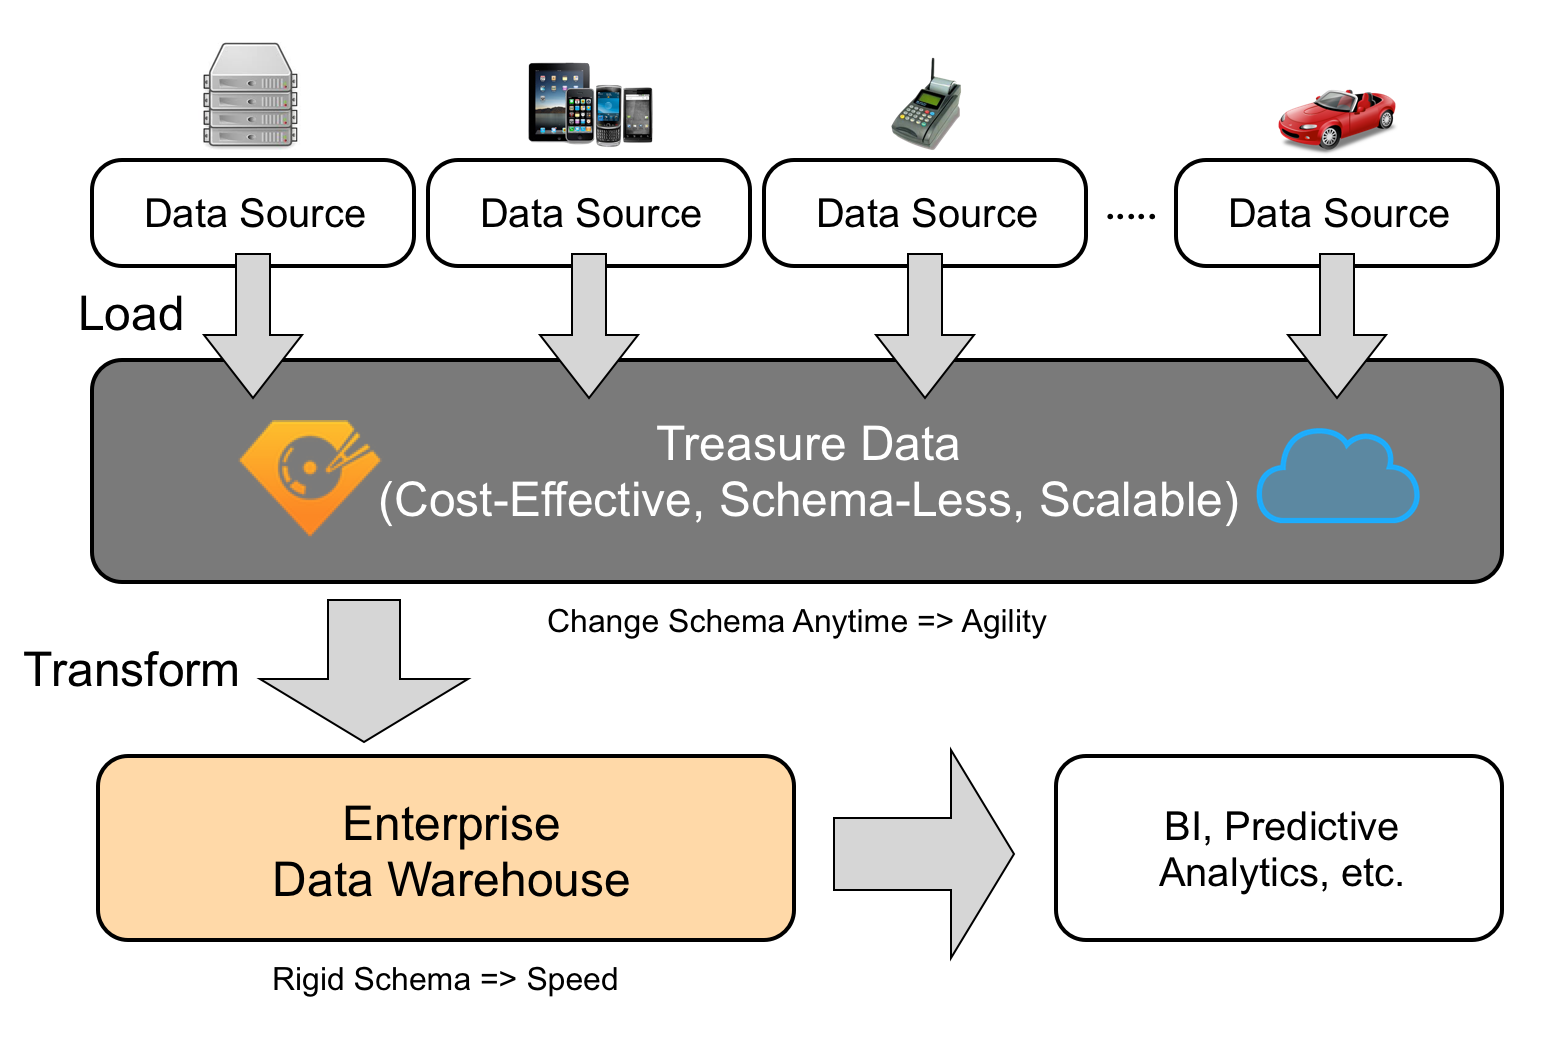 Data Source
Data Source
Data Source
.....
Data Source
Load
Treasure Data
(Cost-Effective, Schema-Less, Scalable)
Change Schema Anytime => Agility
Transform
Enterprise
Data Warehouse
BI, Predictive
Analytics, etc.
Rigid Schema => Speed